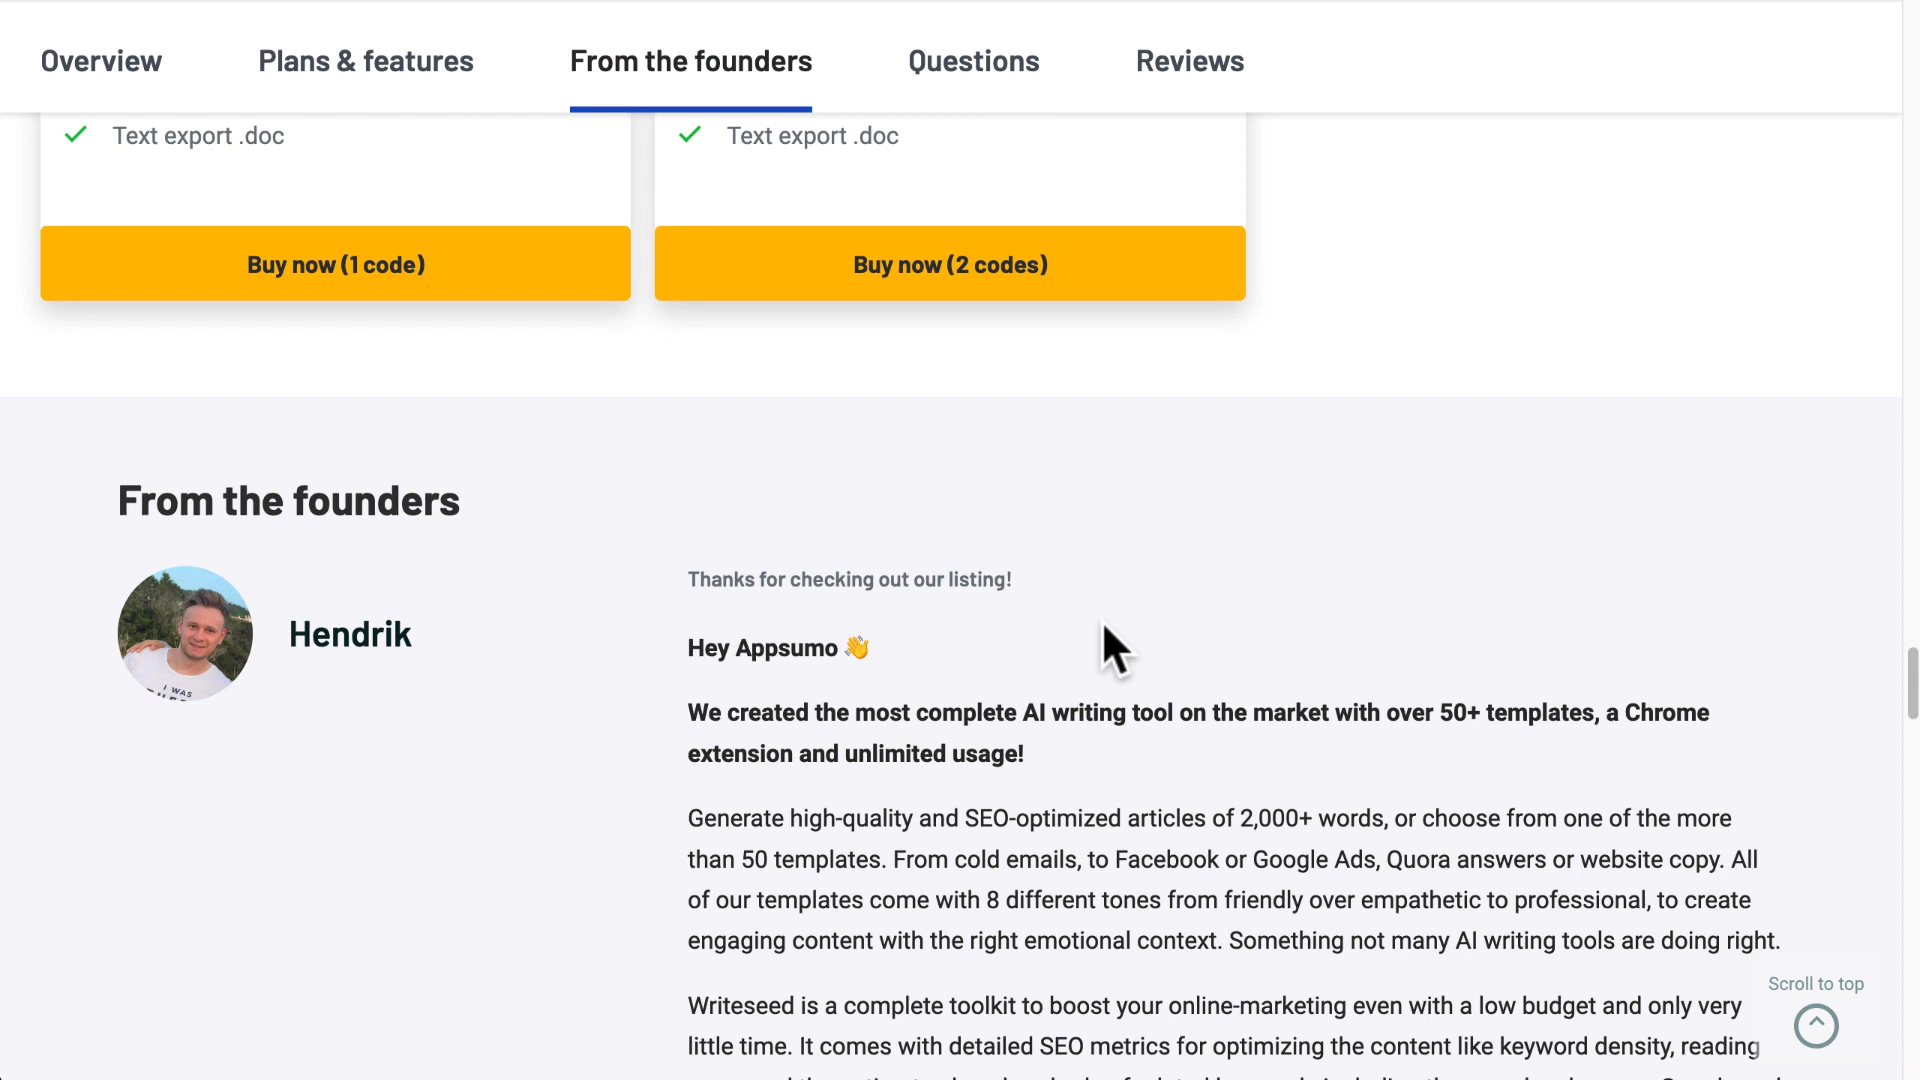 Overview Plans & features From the founders Questions Reviews
Text export .doc Text export .doc
Buy now (1 code) Buy now (2 codes)
From the founders
Hendrik
I WAS
Thanks for checking out our listing!
Hey Appsumo 👋
We created the most complete AI writing tool on the market with over 50+ templates, a Chrome
extension and unlimited usage!
Generate high-quality and SEO-optimized articles of 2,000+ words, or choose from one of the more
than 50 templates. From cold emails, to Facebook or Google Ads, Quora answers or website copy. All
of our templates come with 8 different tones from friendly over empathetic to professional, to create
engaging content with the right emotional context. Something not many AI writing tools are doing right.
Scroll to top
Writeseed is a complete toolkit to boost your online-marketing even with a low budget and only very
little time. It comes with detailed SEO metrics for optimizing the content like keyword density, reading